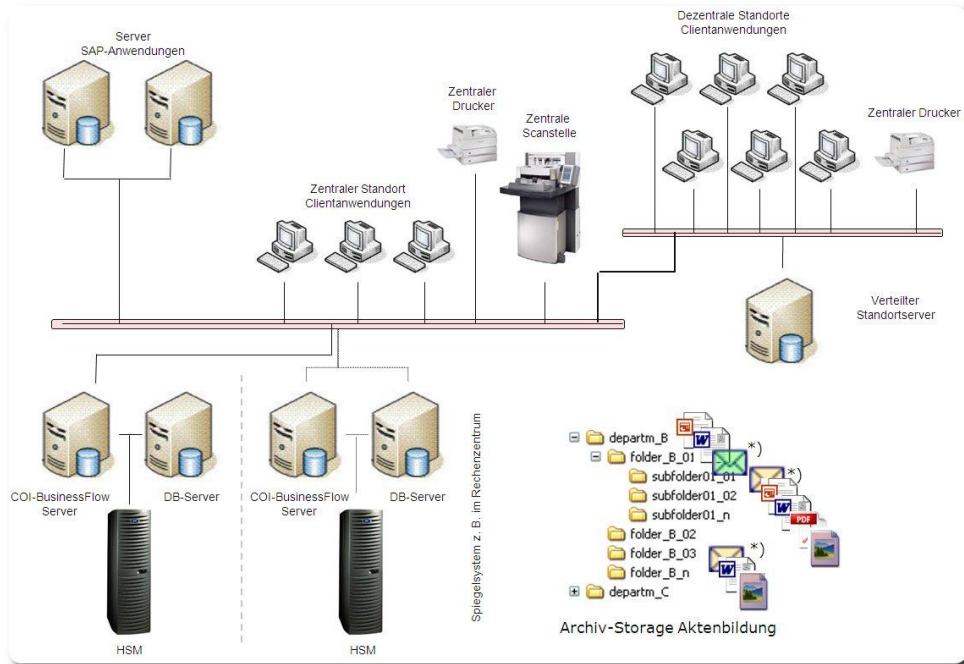 Server
SAP-Anwendungen
Dezentrale Standorte
Clientanwendungen
Zentraler
Drucker
Zentrale
Scanstelle
Zentraler Drucker
Zentraler Standort
Clientanwendungen
Verteilter
Standortserver
COI-BusinessFlow
Server
DB-Server
HSM
COI-BusinessFlow
Server
DB-Server
HSM
Spiegelsystem z. B. im Rechenzentrum
departm_B
folder_B_01
subfolder01_01
subfolder01_02
subfolder01_n
folder_B_02
folder_B_03
folder_B_n
departm_C
*)
*)
*)
W
W
W
PDF
Archiv-Storage Aktenbildung